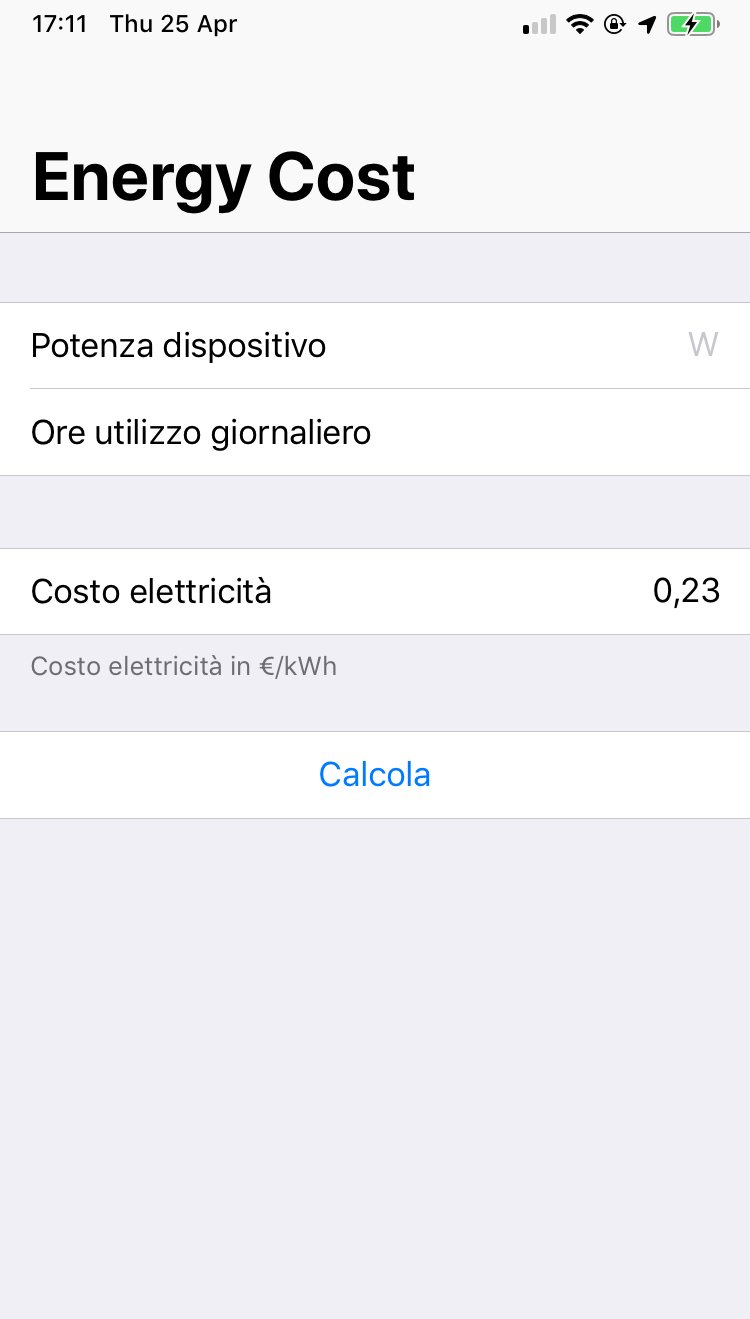 17:11 Thu 25 Apr
Energy Cost
Potenza dispositivo W
Ore utilizzo giornaliero
Costo elettricità 0,23
Costo elettricità in €/kWh
Calcola